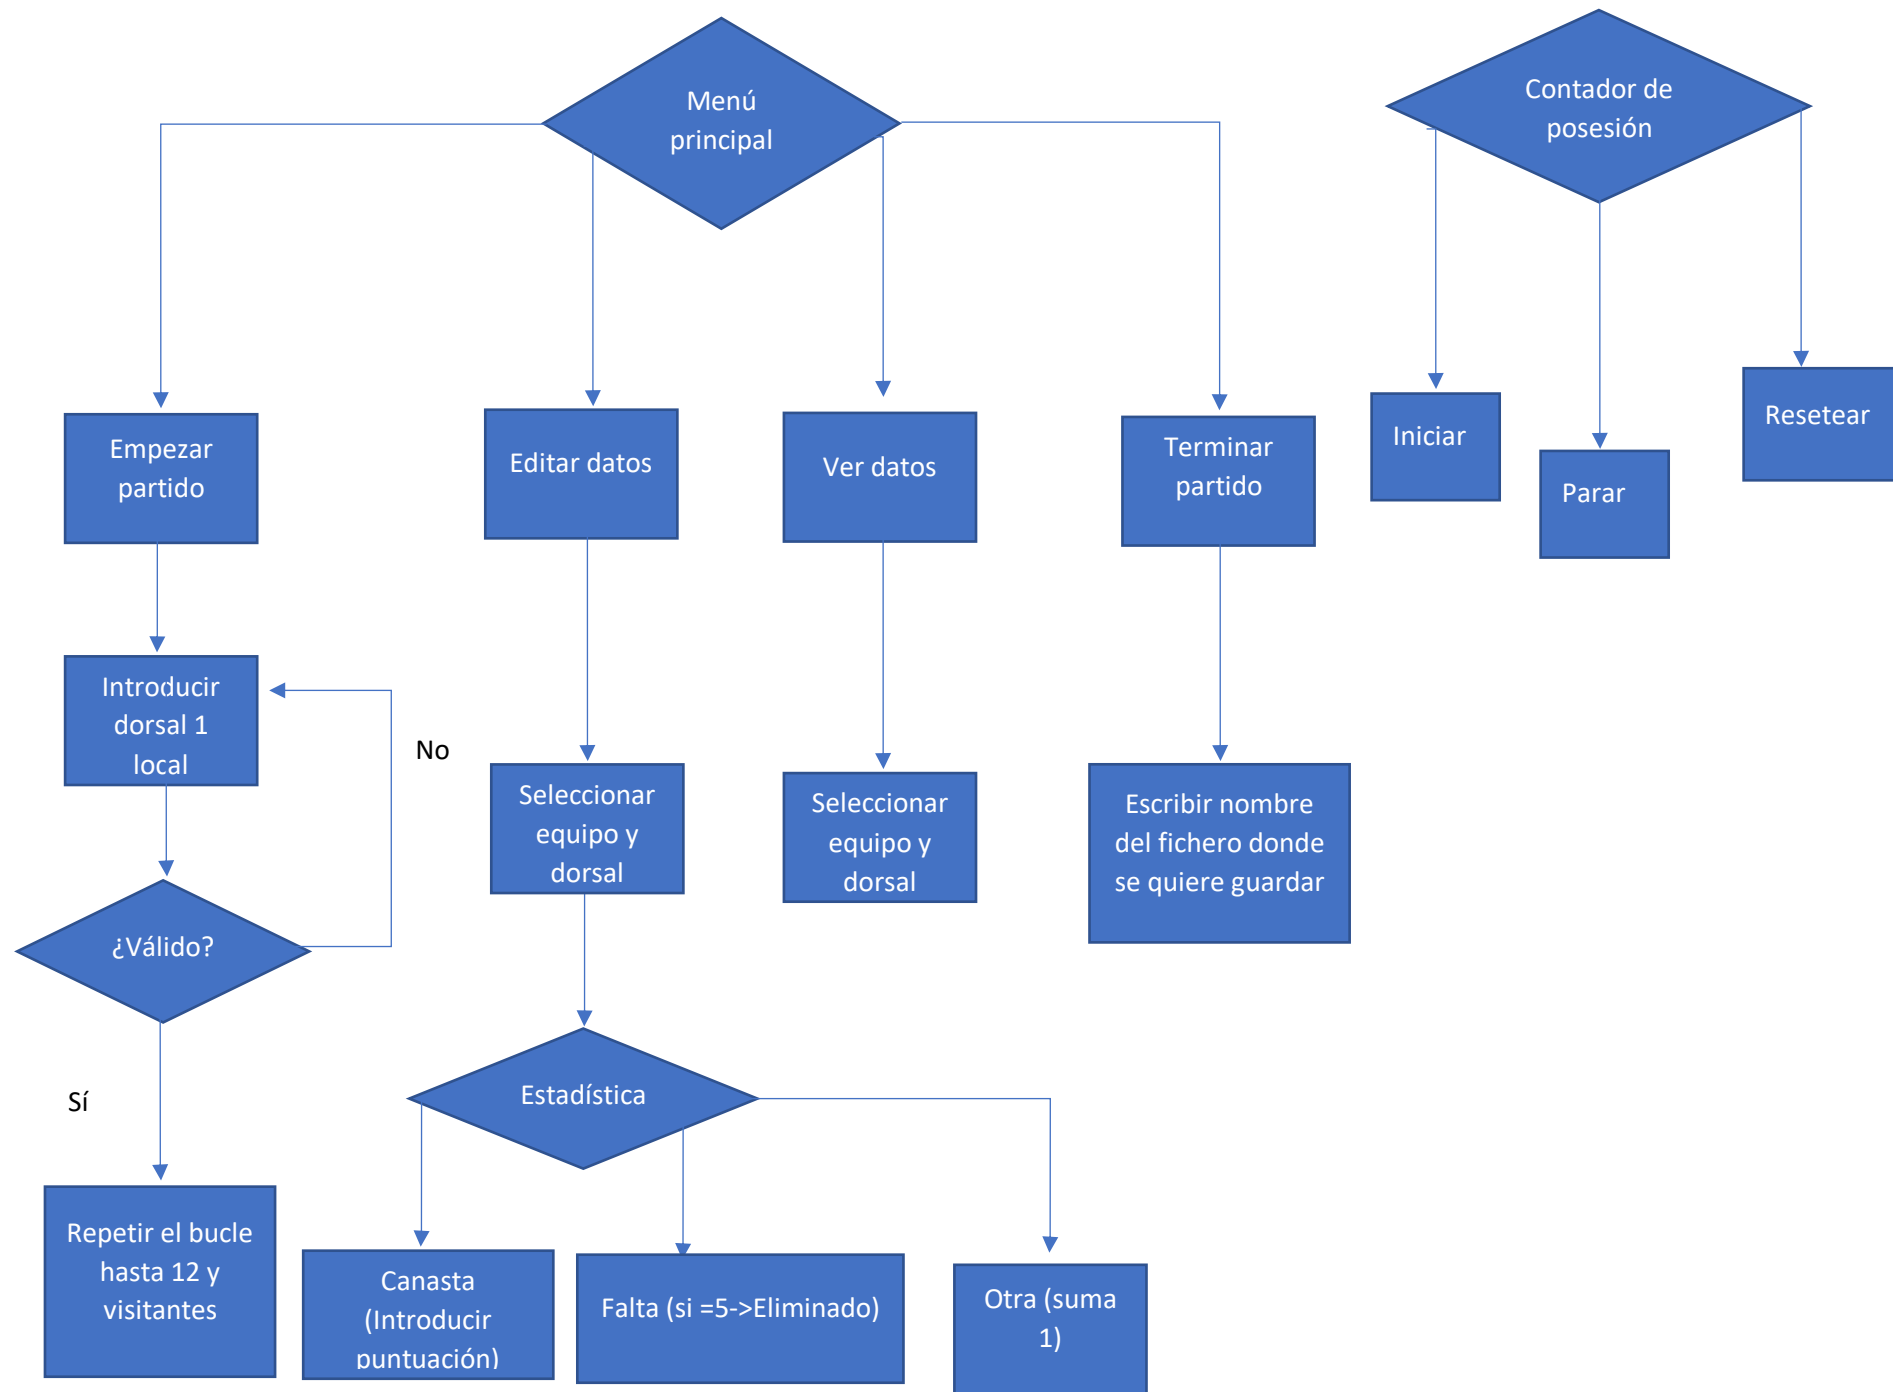 Menú
principal
Contador de
posesión
Empezar
partido
Editar datos
Ver datos
Terminar
partido
Iniciar
Parar
Resetear
Introducir
dorsal 1
local
No
Seleccionar
equipo y
dorsal
Seleccionar
equipo y
dorsal
Escribir nombre
del fichero donde
se quiere guardar
¿Válido?
Sí
Estadística
Repetir el bucle
hasta 12 y
visitantes
Canasta
(Introducir
puntuación)
Falta (si =5->Eliminado)
Otra (suma
1)